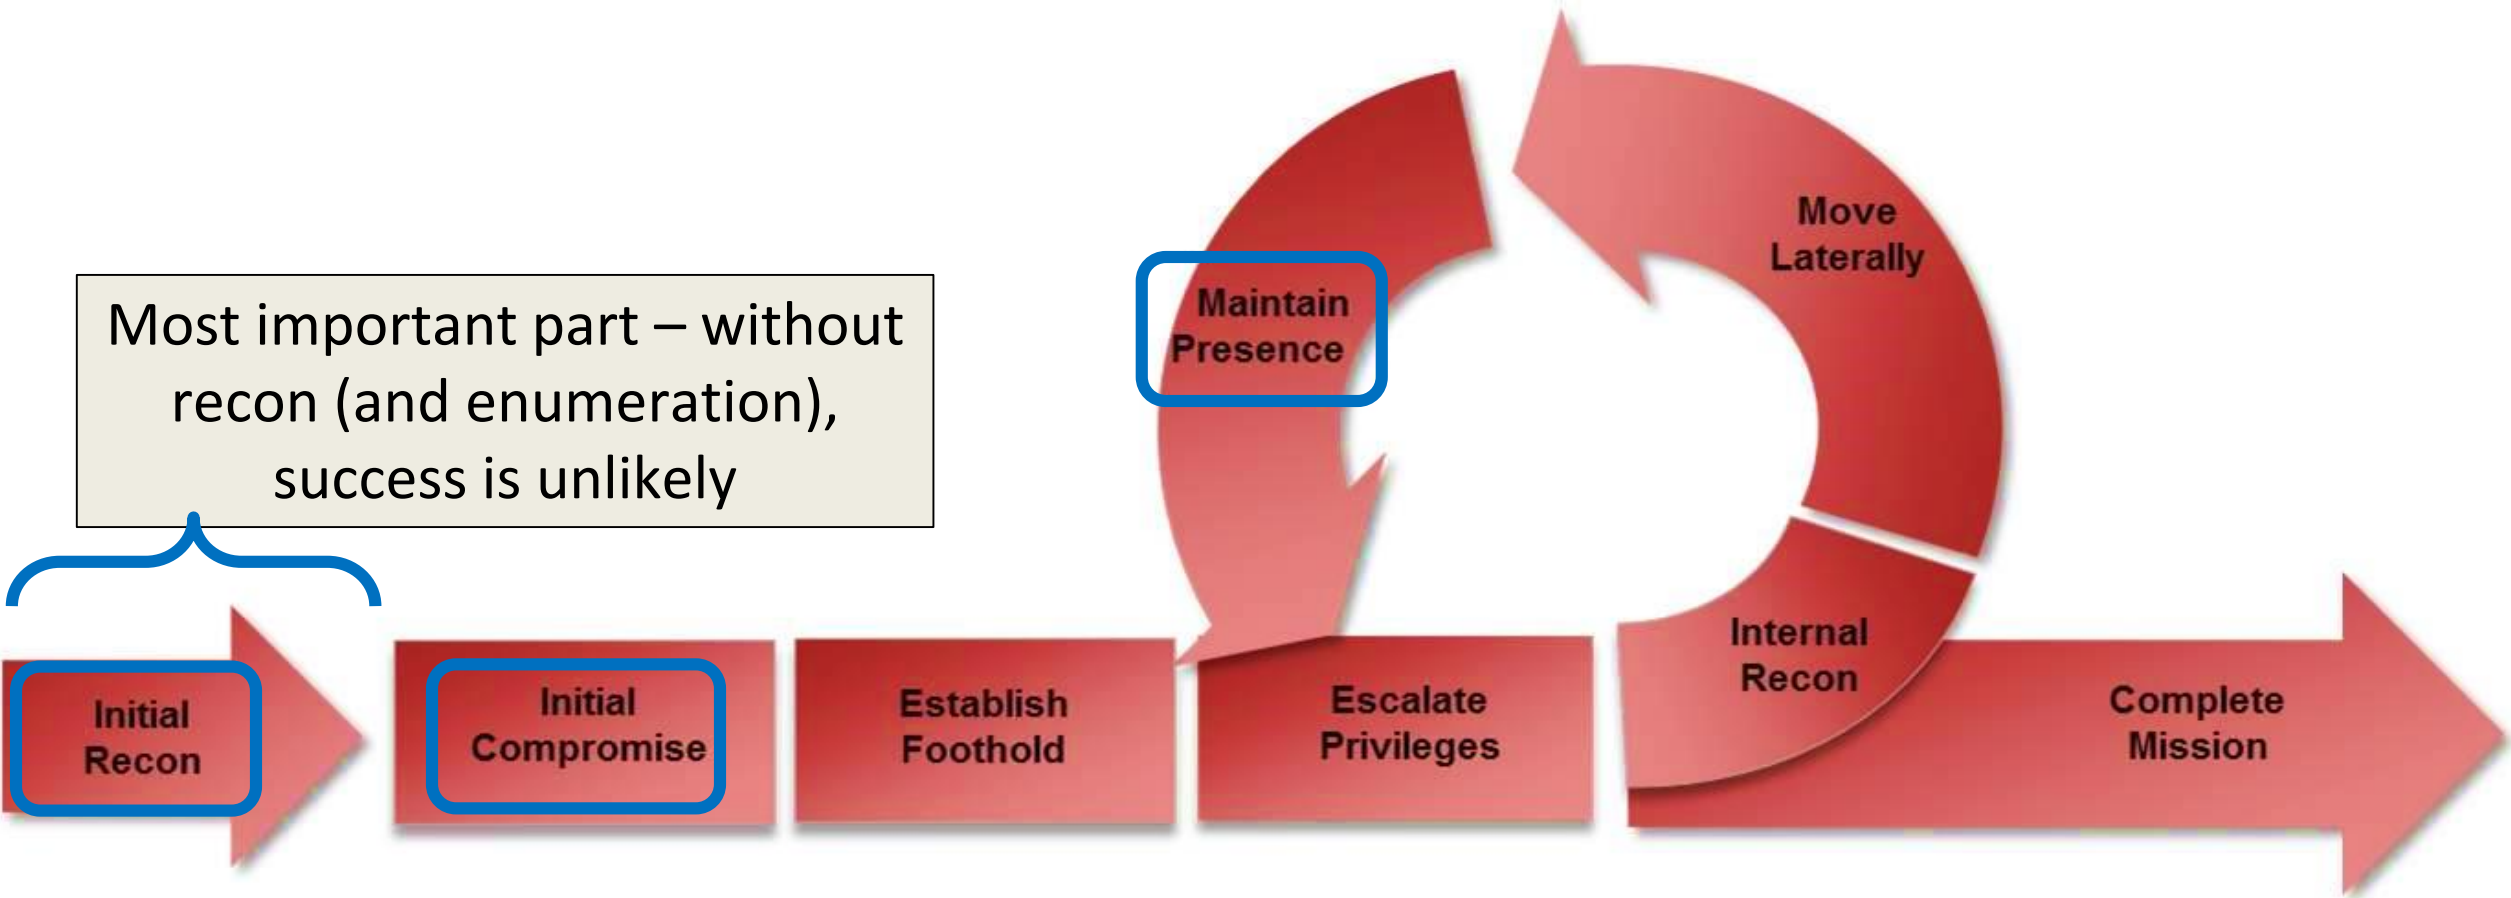 Most important part – without
recon (and enumeration),
success is unlikely
Move
Laterally
Maintain
Presence
Internal
Recon
Initial
Recon
Initial
Compromise
Establish
Foothold
Escalate
Privileges
Complete
Mission